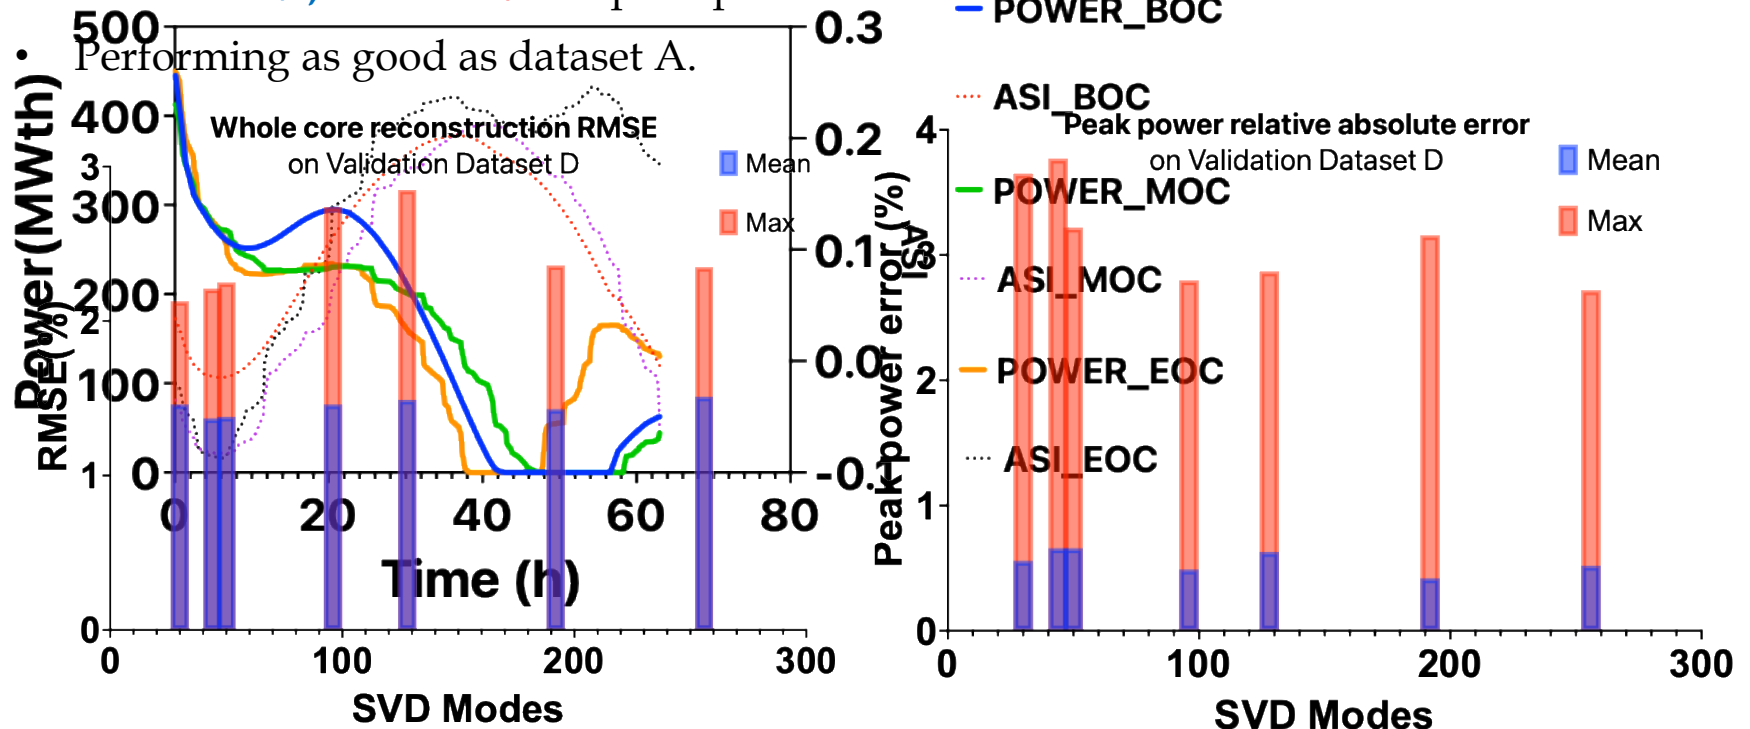 • Performing as good as dataset A.
500
400
300
200
100
0
Power(MWth)
0.3
0.2
0.1
0.0
-0.1
ASI
0 20 40 60 80
Time (h)
POWER_BOC
ASI_BOC
POWER_MOC
ASI_MOC
POWER_EOC
ASI_EOC
Whole core reconstruction RMSE
on Validation Dataset D
Mean
Max
3
2
1
0
RMSE(%)
0 100 200 300
SVD Modes
Peak power relative absolute error
on Validation Dataset D
Mean
Max
4
3
2
1
0
Peak power error (%)
0 100 200 300
SVD Modes